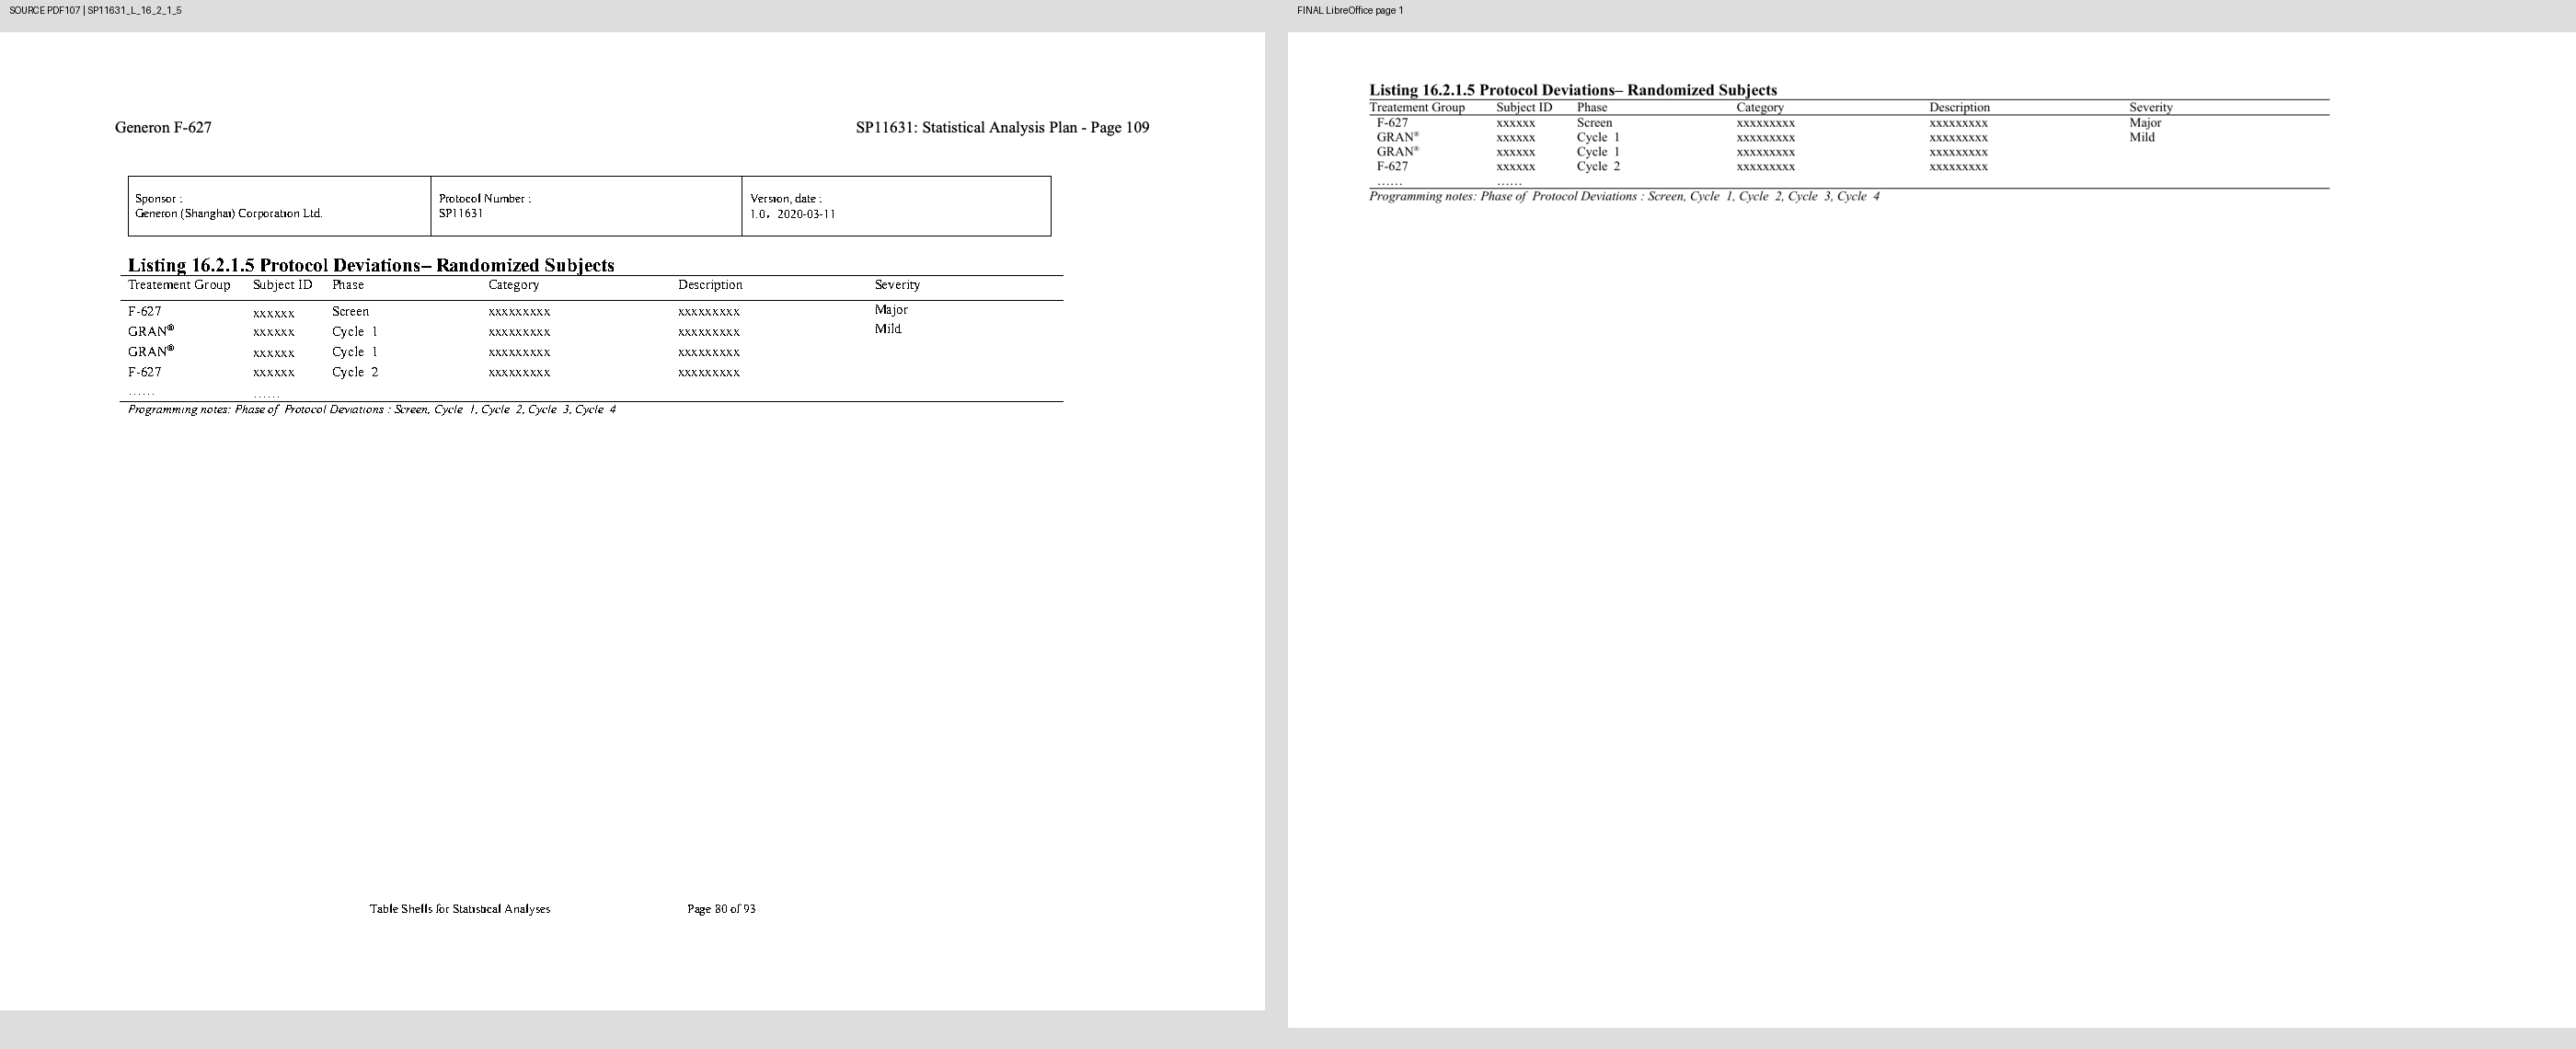 SOURCE PDF107 | SP11631_L_16_2_1_5
Generon F-627 SP11631: Statistical Analysis Plan - Page 109
Sponsor : Protocol Number : Version, date :
Generon (Shanghai) Corporation Ltd. SP11631 1.0，2020-03-11
Listing 16.2.1.5 Protocol Deviations– Randomized Subjects
Treatement Group Subject ID Phase Category Description Severity
F-627 xxxxxx Screen xxxxxxxxx xxxxxxxxx Major
GRAN® xxxxxx Cycle 1 xxxxxxxxx xxxxxxxxx Mild
GRAN® xxxxxx Cycle 1 xxxxxxxxx xxxxxxxxx
F-627 xxxxxx Cycle 2 xxxxxxxxx xxxxxxxxx
...... ......
Programming notes: Phase of Protocol Deviations : Screen, Cycle 1, Cycle 2, Cycle 3, Cycle 4
Table Shells for Statistical Analyses Page 80 of 93
FINAL LibreOffice page 1
Listing 16.2.1.5 Protocol Deviations– Randomized Subjects
Treatement Group Subject ID Phase Category Description Severity
F-627 xxxxxx Screen xxxxxxxxx xxxxxxxxx Major
GRAN® xxxxxx Cycle 1 xxxxxxxxx xxxxxxxxx Mild
GRAN® xxxxxx Cycle 1 xxxxxxxxx xxxxxxxxx
F-627 xxxxxx Cycle 2 xxxxxxxxx xxxxxxxxx
...... ......
Programming notes: Phase of Protocol Deviations : Screen, Cycle 1, Cycle 2, Cycle 3, Cycle 4